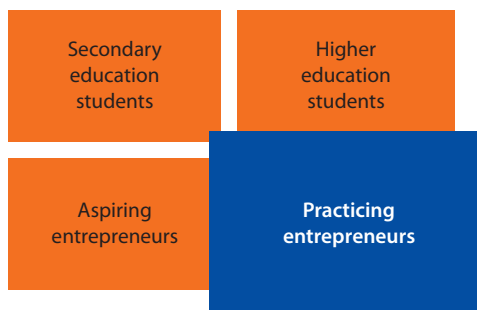 Secondary
education
students
Higher
education
students
Aspiring
entrepreneurs
Practicing
entrepreneurs